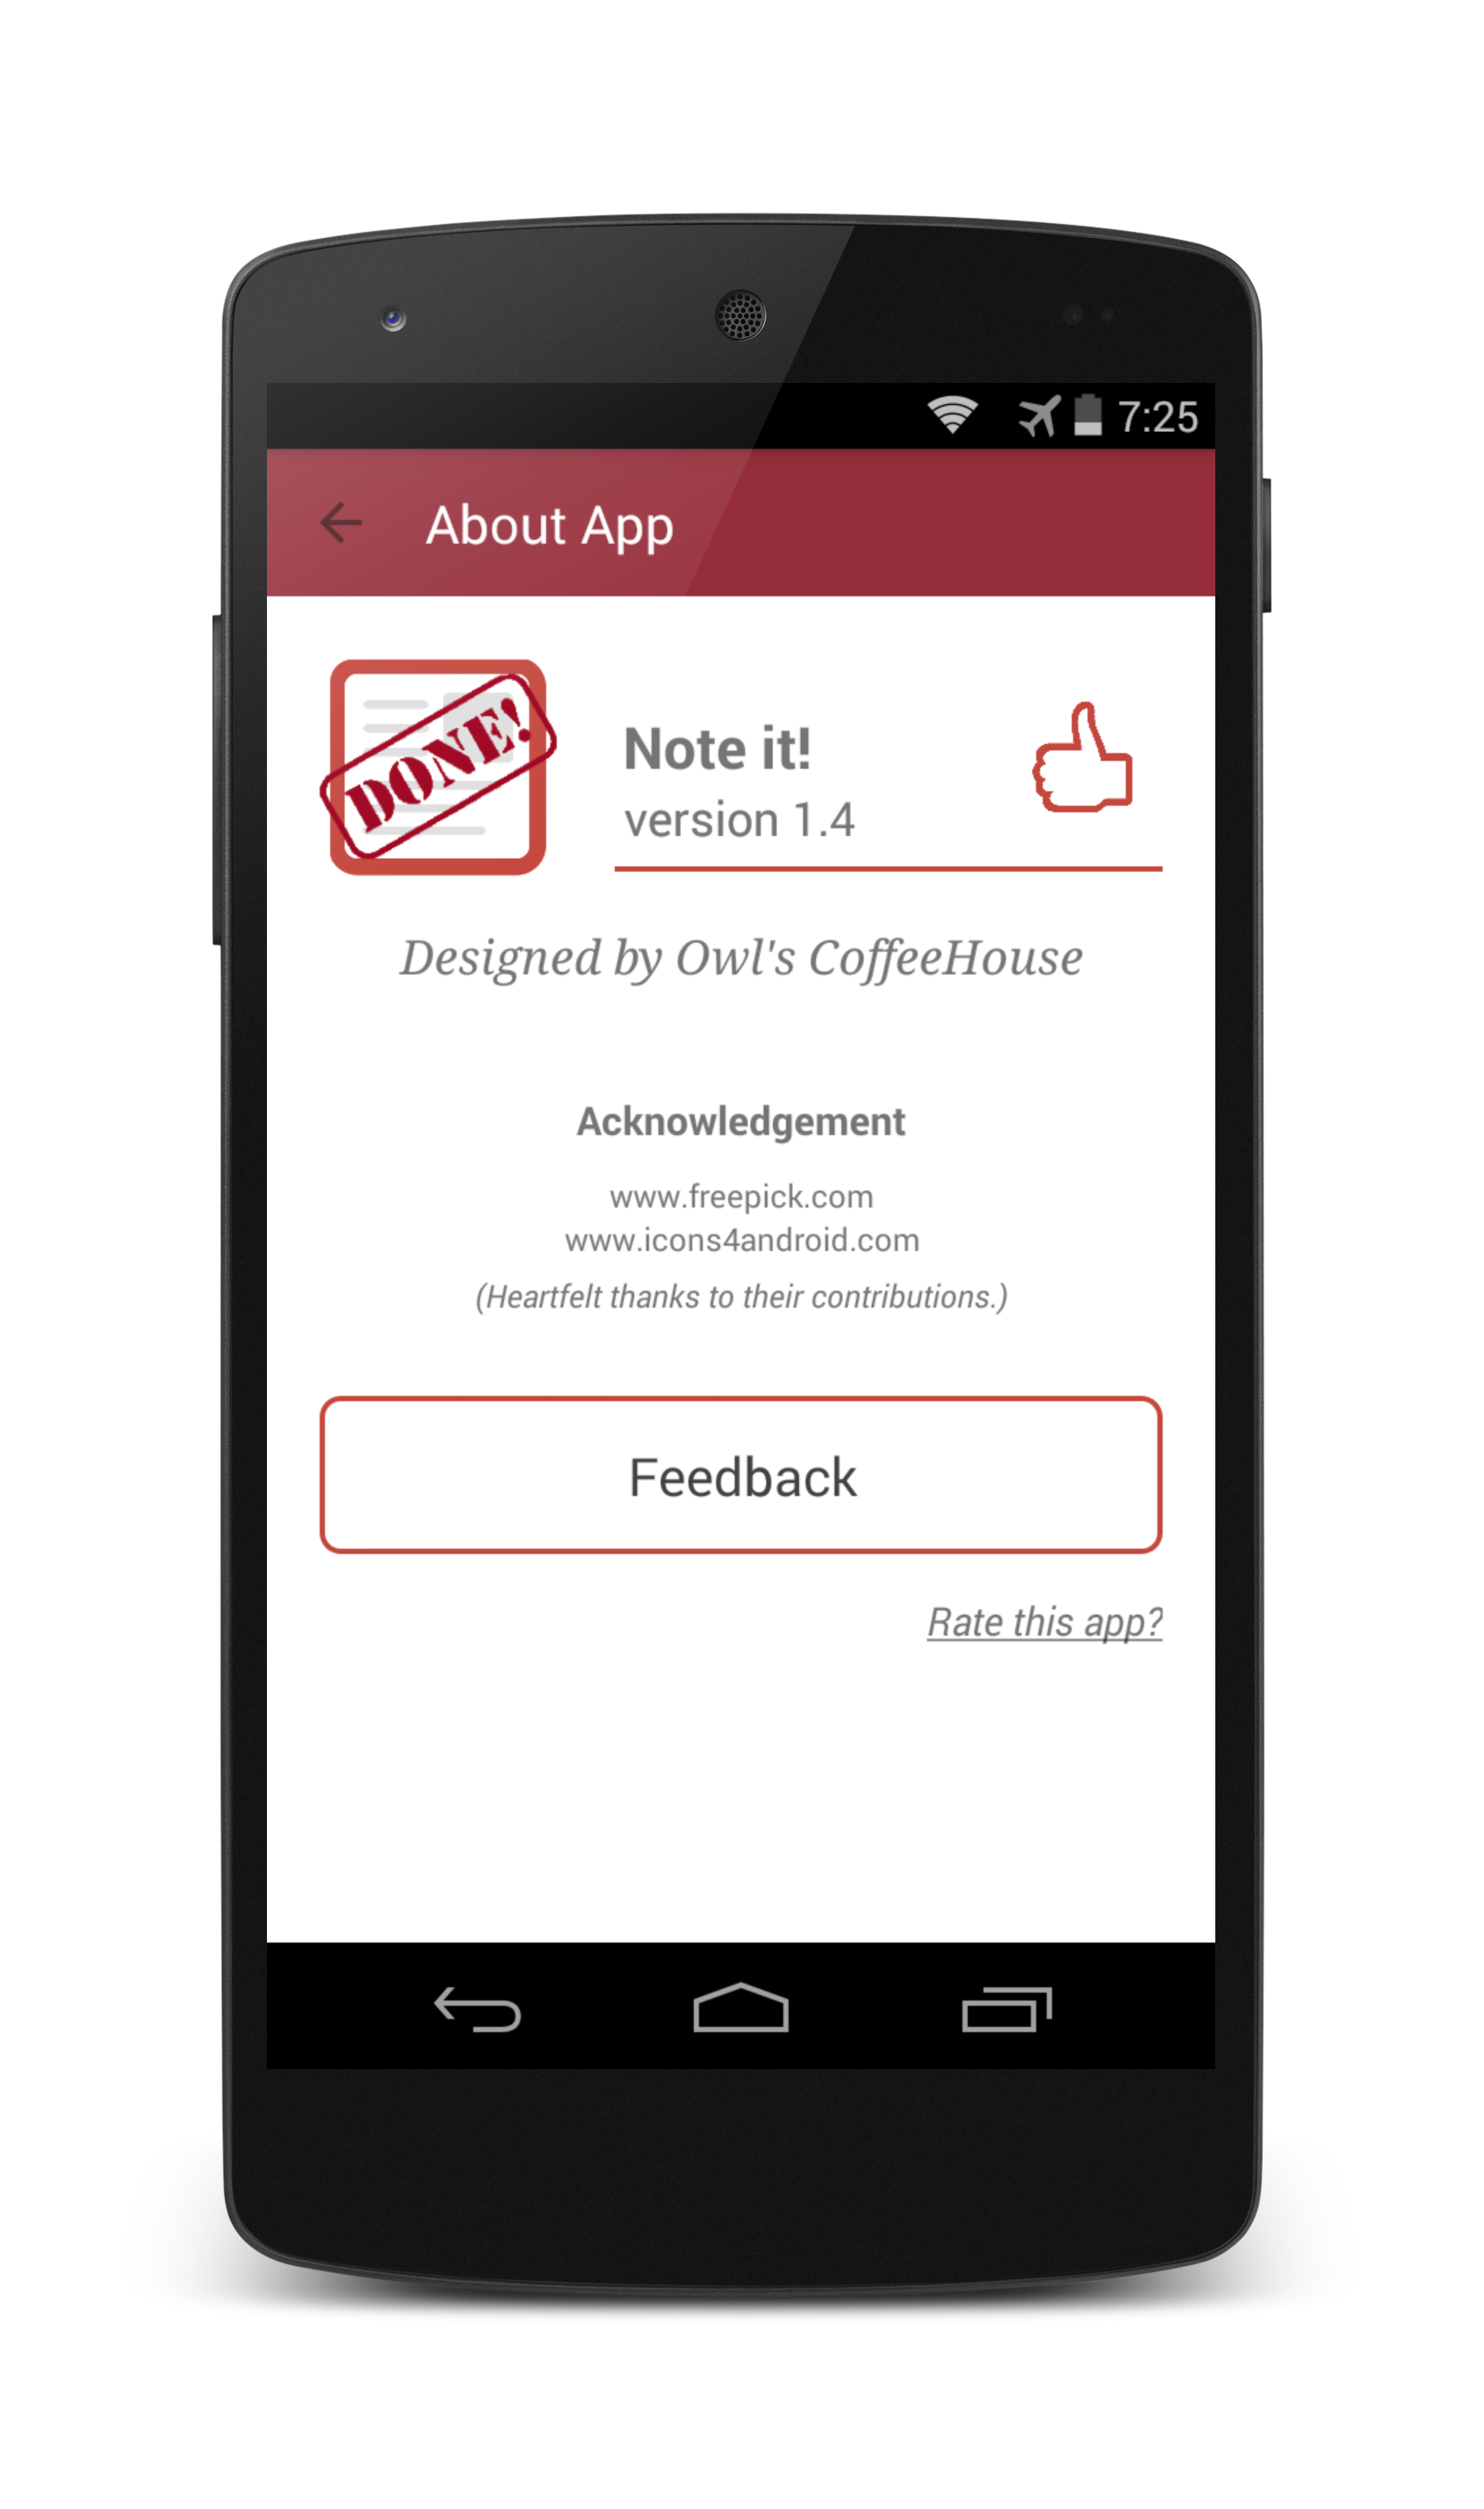 7:25
About App
DONE!
Note it!
version 1.4
Designed by Owl's CoffeeHouse
Acknowledgement
www.freepick.com
www.icons4android.com
(Heartfelt thanks to their contributions.)
Feedback
Rate this app?